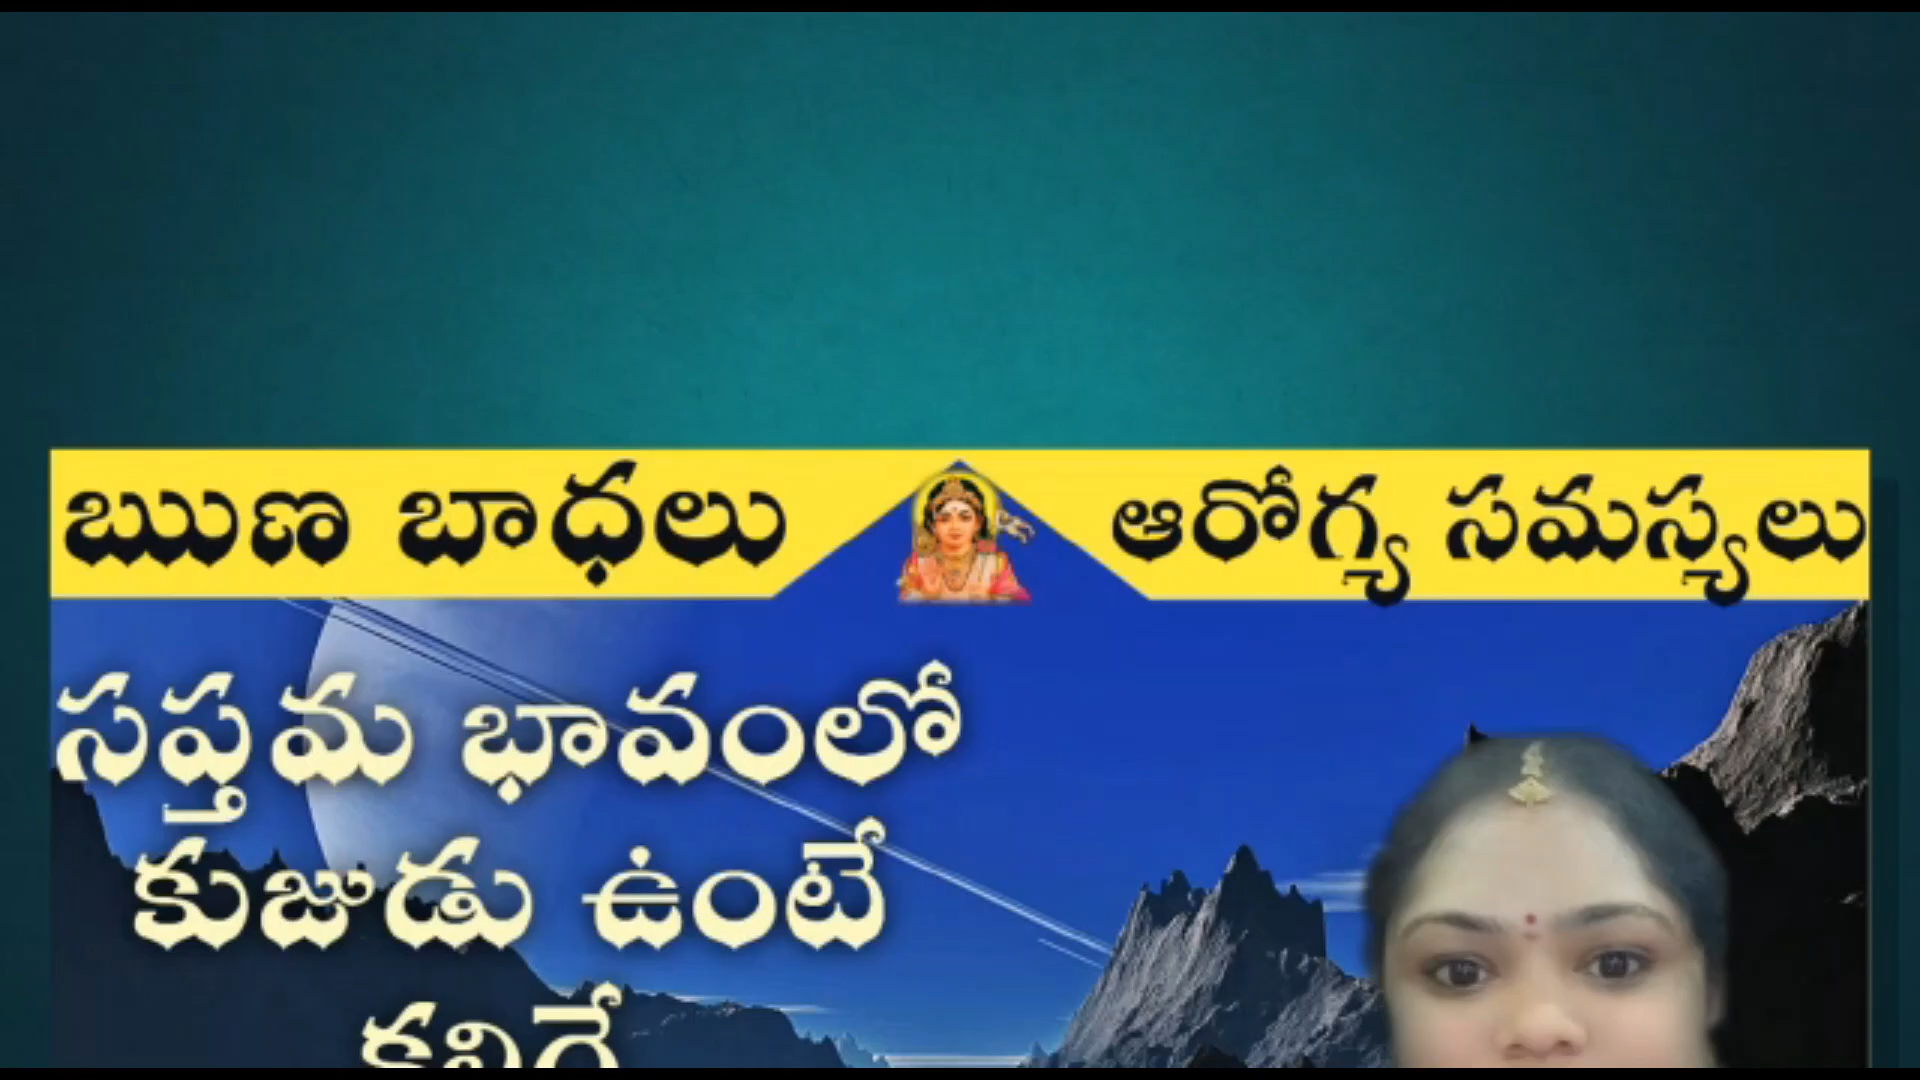 ఋణ బాధలు ఆరోగ్య సమస్యలు
సప్తమ భావంలో
కుజుడు ఉంటే